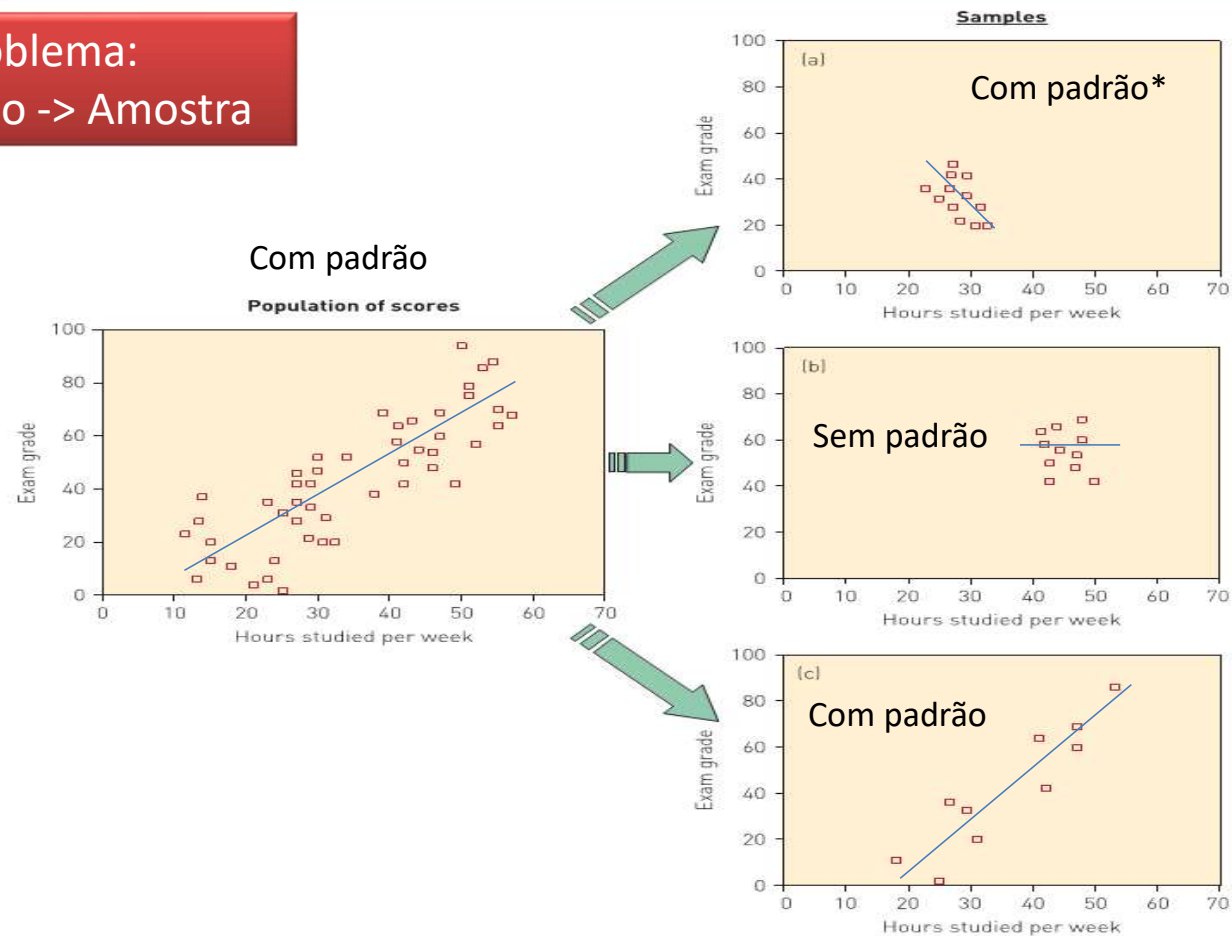 oblema:
o -> Amostra
Com padrão
Population of scores
100
80
60
40
20
0
Exam grade
0 10 20 30 40 50 60 70
Hours studied per week
Samples
(a)
Com padrão*
100
80
60
40
20
0
Exam grade
0 10 20 30 40 50 60 70
Hours studied per week
(b)
Sem padrão
100
80
60
40
20
0
Exam grade
0 10 20 30 40 50 60 70
Hours studied per week
(c)
Com padrão
100
80
60
40
20
0
Exam grade
0 10 20 30 40 50 60 70
Hours studied per week